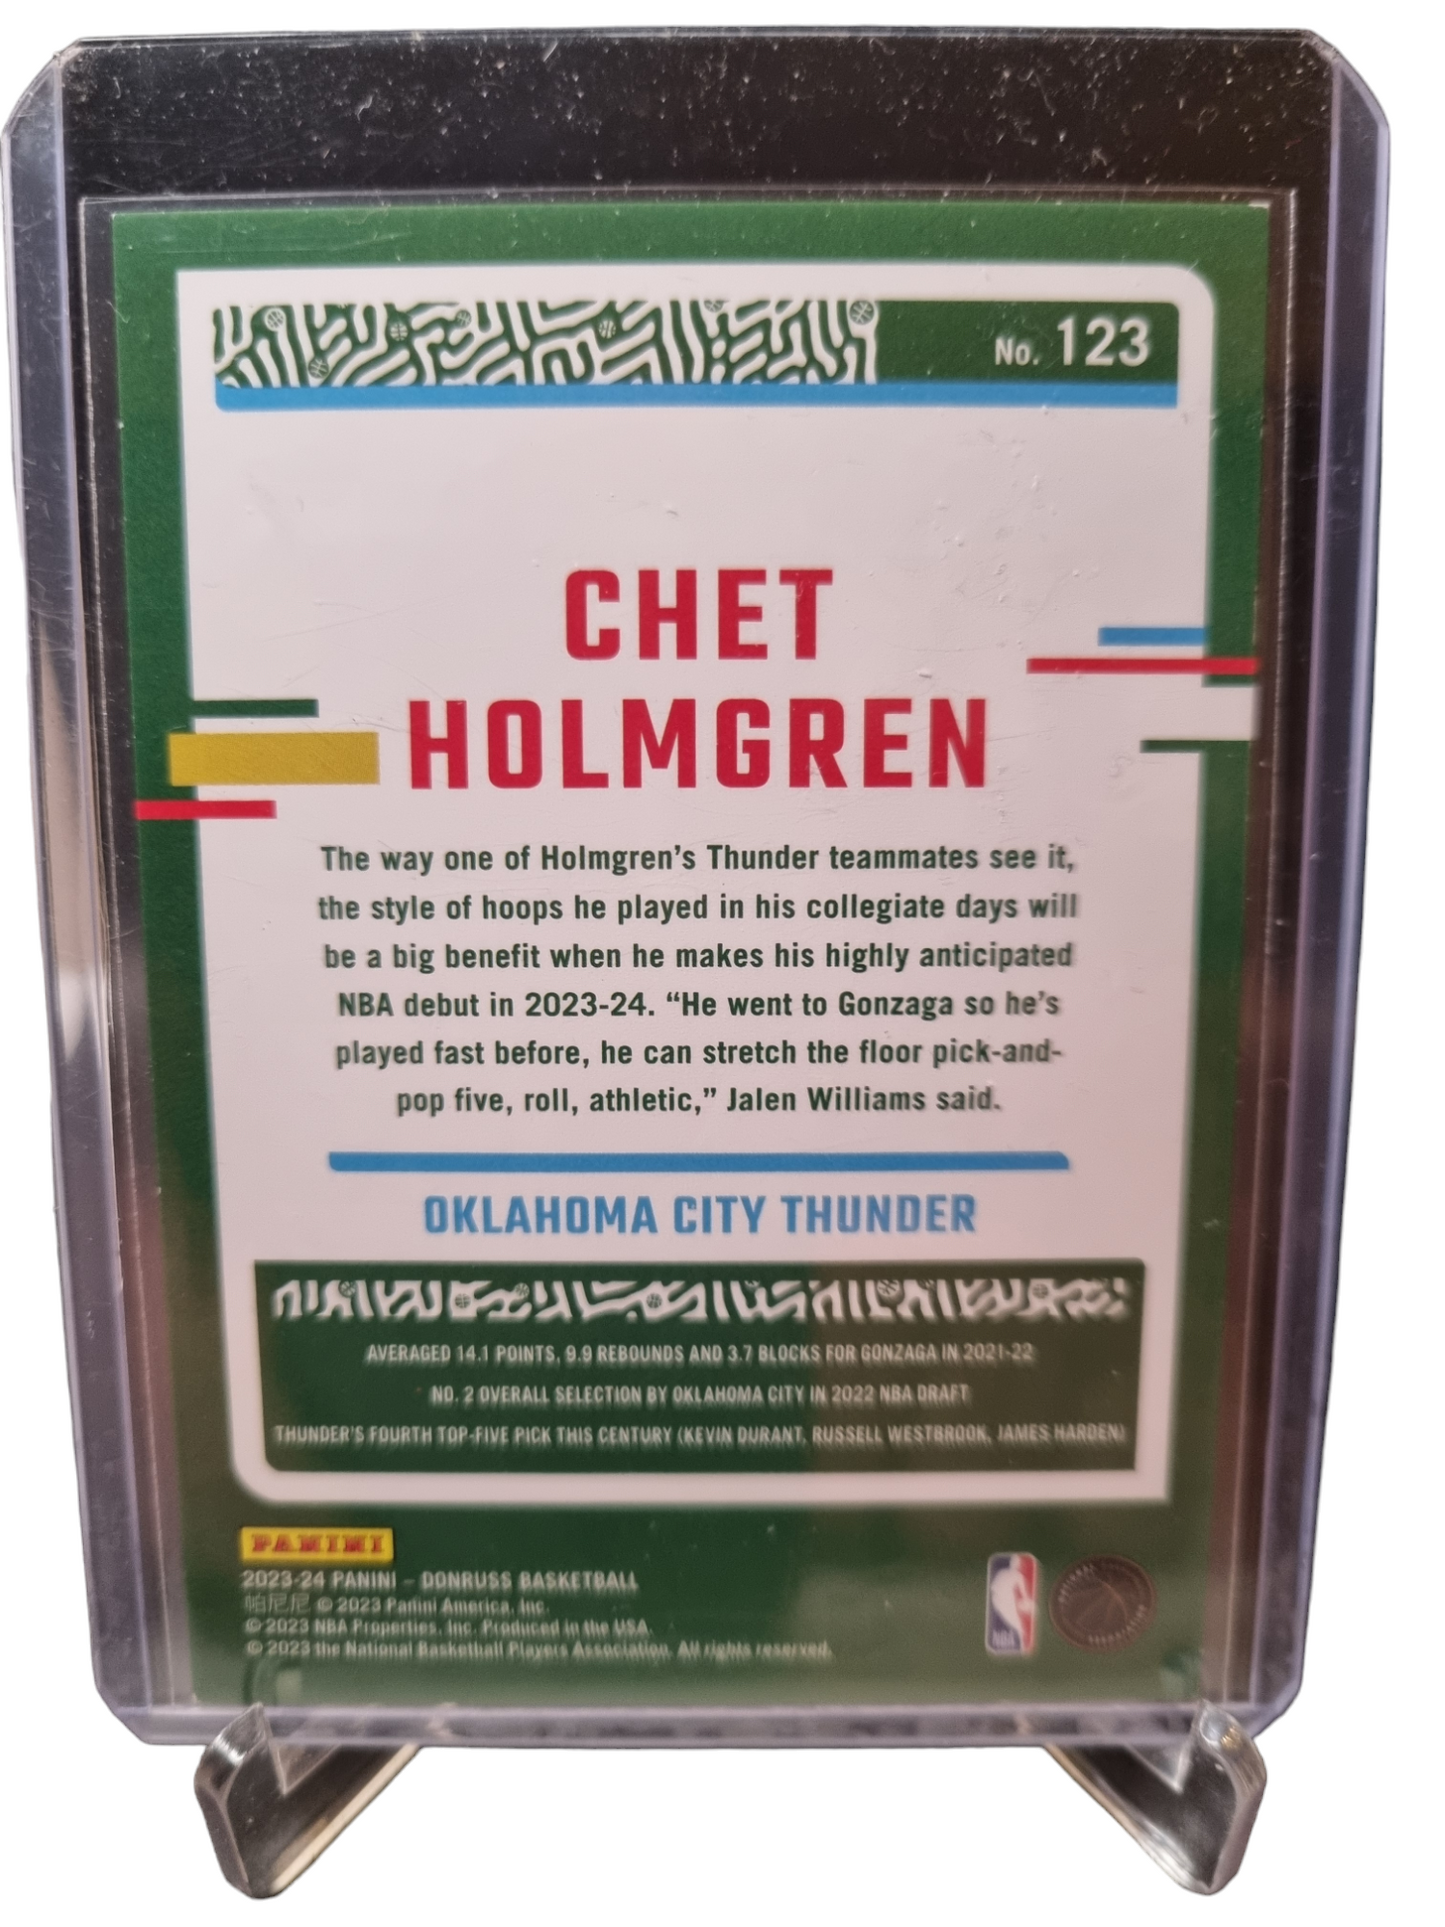 No. 123
CHET
HOLMGREN
The way one of Holmgren's Thunder teammates see it,
the style of hoops he played in his collegiate days will
be a big benefit when he makes his highly anticipated
NBA debut in 2023-24. “He went to Gonzaga so he's
played fast before, he can stretch the floor pick-and-
pop five, roll, athletic,” Jalen Williams said.
OKLAHOMA CITY THUNDER
AVERAGED 14.1 POINTS, 9.9 REBOUNDS AND 3.7 BLOCKS FOR GONZAGA IN 2021-22
NO. 2 OVERALL SELECTION BY OKLAHOMA CITY IN 2022 NBA DRAFT
THUNDER'S FOURTH TOP-FIVE PICK THIS CENTURY (KEVIN DURANT, RUSSELL WESTBROOK, JAMES HARDEN)
PANINI
2023-24 PANINI – DONRUSS BASKETBALL
帕尼尼 © 2023 Panini America, Inc.
© 2023 NBA Properties, Inc. Produced in the USA.
© 2023 the National Basketball Players Association. All rights reserved.
NBA